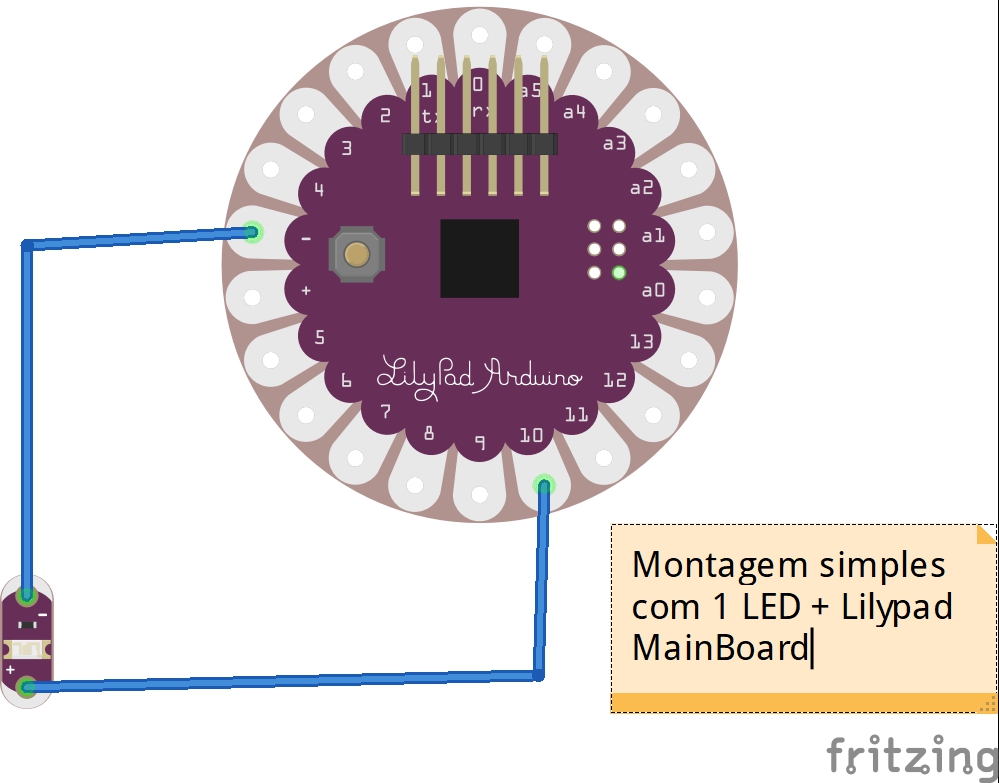 1 0 a5
tx rx
2 a4
3 a3
4 a2
- a1
+ a0
5 13
6 12
7 11
8 10
9
LilyPad Arduino
-
+
Montagem simples
com 1 LED + Lilypad
MainBoard
fritzing